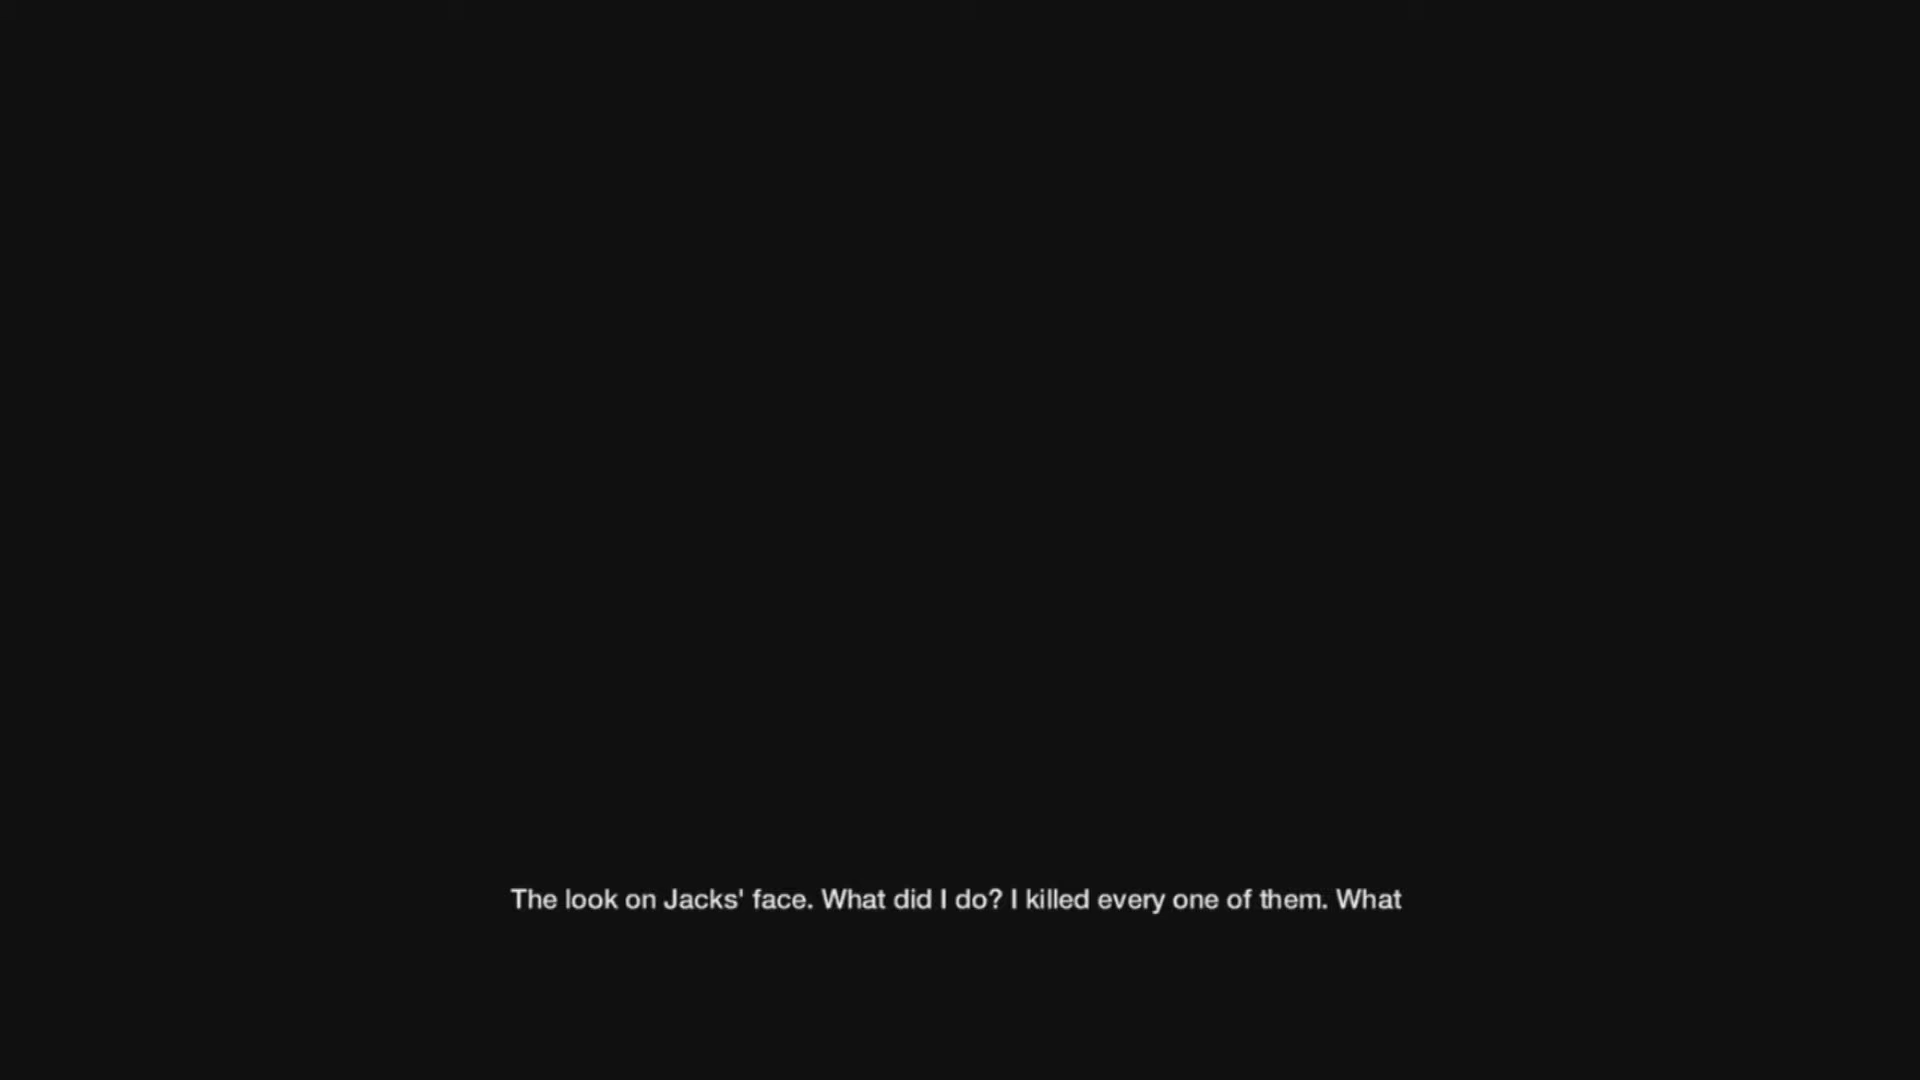 The look on Jacks' face. What did I do? I killed every one of them. What